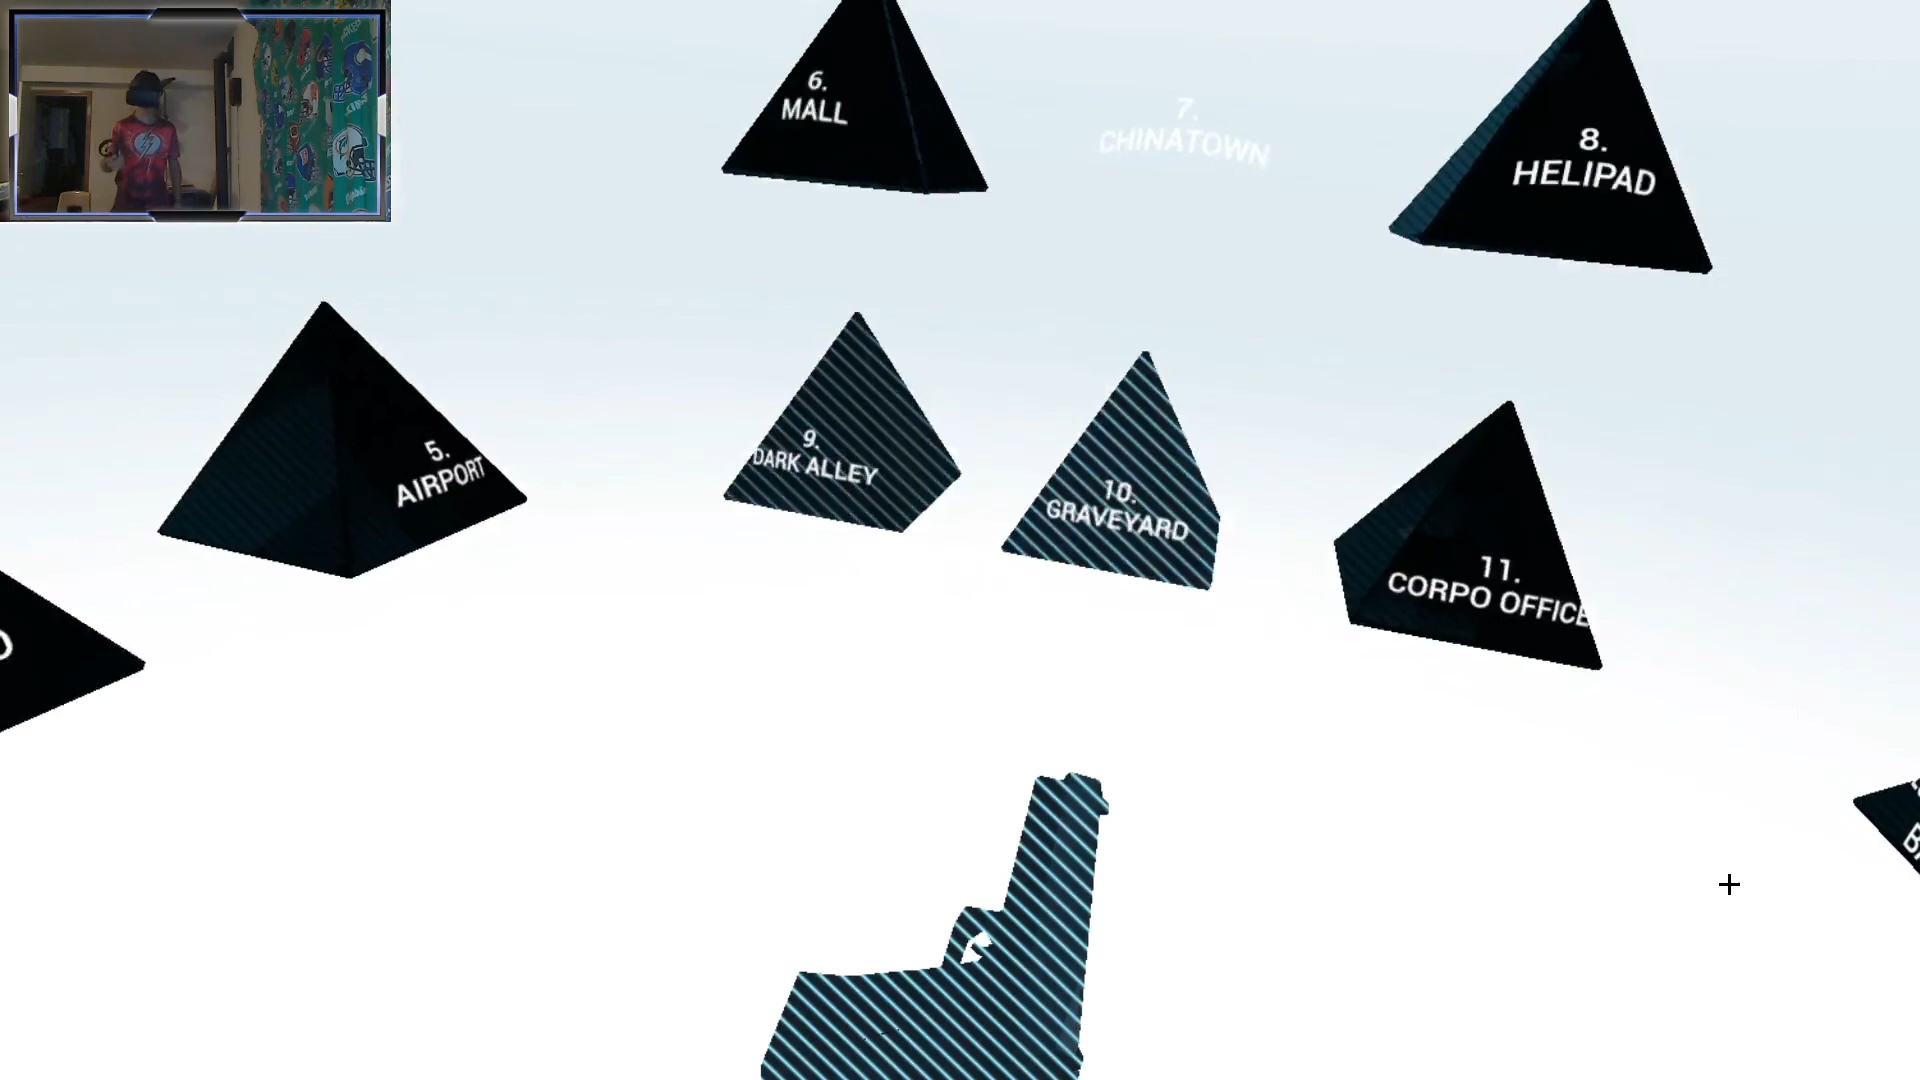 6.
MALL
7.
CHINATOWN
8.
HELIPAD
5.
AIRPORT
9.
DARK ALLEY
10.
GRAVEYARD
11.
CORPO OFFICE